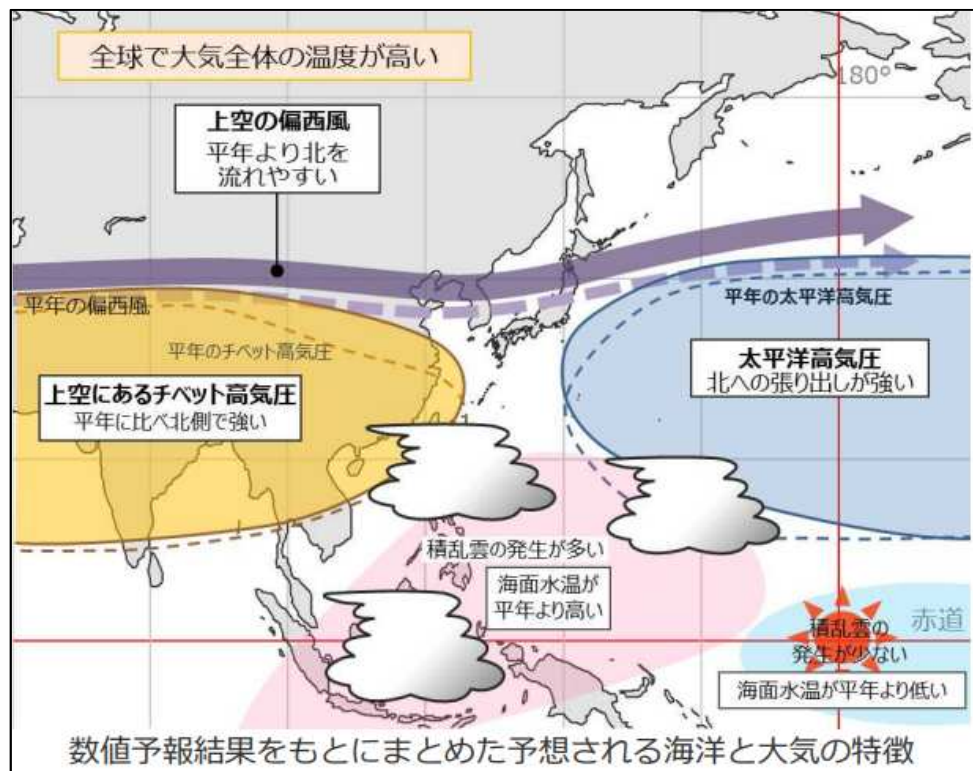 全球で大気全体の温度が高い
180°
上空の偏西風
平年より北を
流れやすい
平年の偏西風
平年のチベット高気圧
上空にあるチベット高気圧
平年に比べ北側で強い
平年の太平洋高気圧
太平洋高気圧
北への張り出しが強い
積乱雲の発生が多い
海面水温が
平年より高い
赤道
積乱雲の
発生が少ない
海面水温が平年より低い
数値予報結果をもとにまとめた予想される海洋と大気の特徴